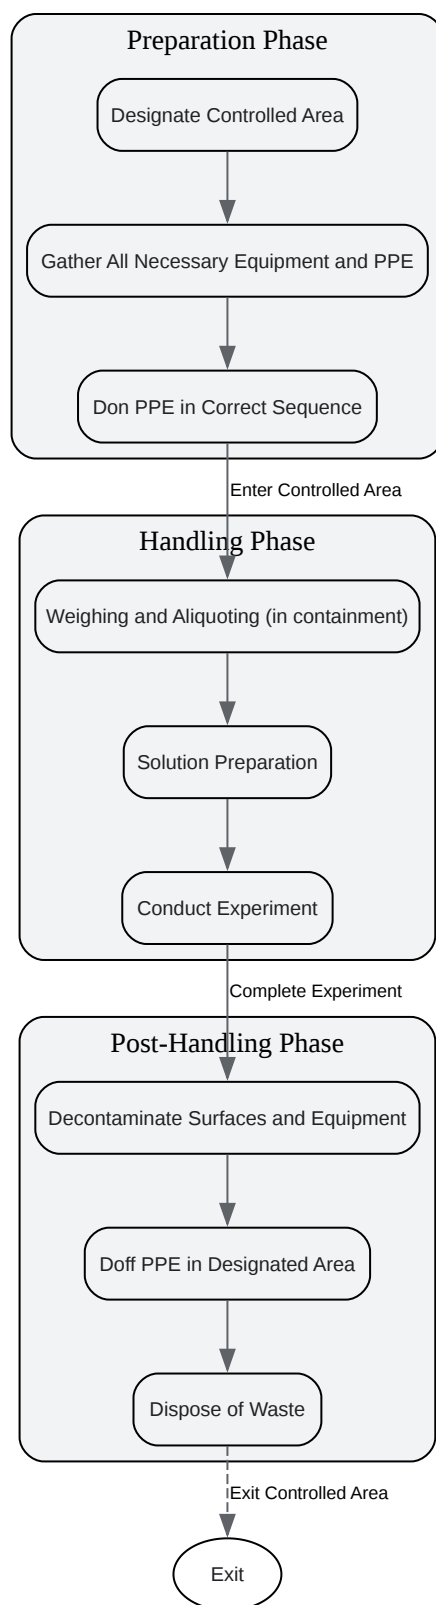 Preparation Phase
Designate Controlled Area
Gather All Necessary Equipment and PPE
Don PPE in Correct Sequence
Enter Controlled Area
Handling Phase
Weighing and Aliquoting (in containment)
Solution Preparation
Conduct Experiment
Complete Experiment
Post-Handling Phase
Decontaminate Surfaces and Equipment
Doff PPE in Designated Area
Dispose of Waste
Exit Controlled Area
Exit